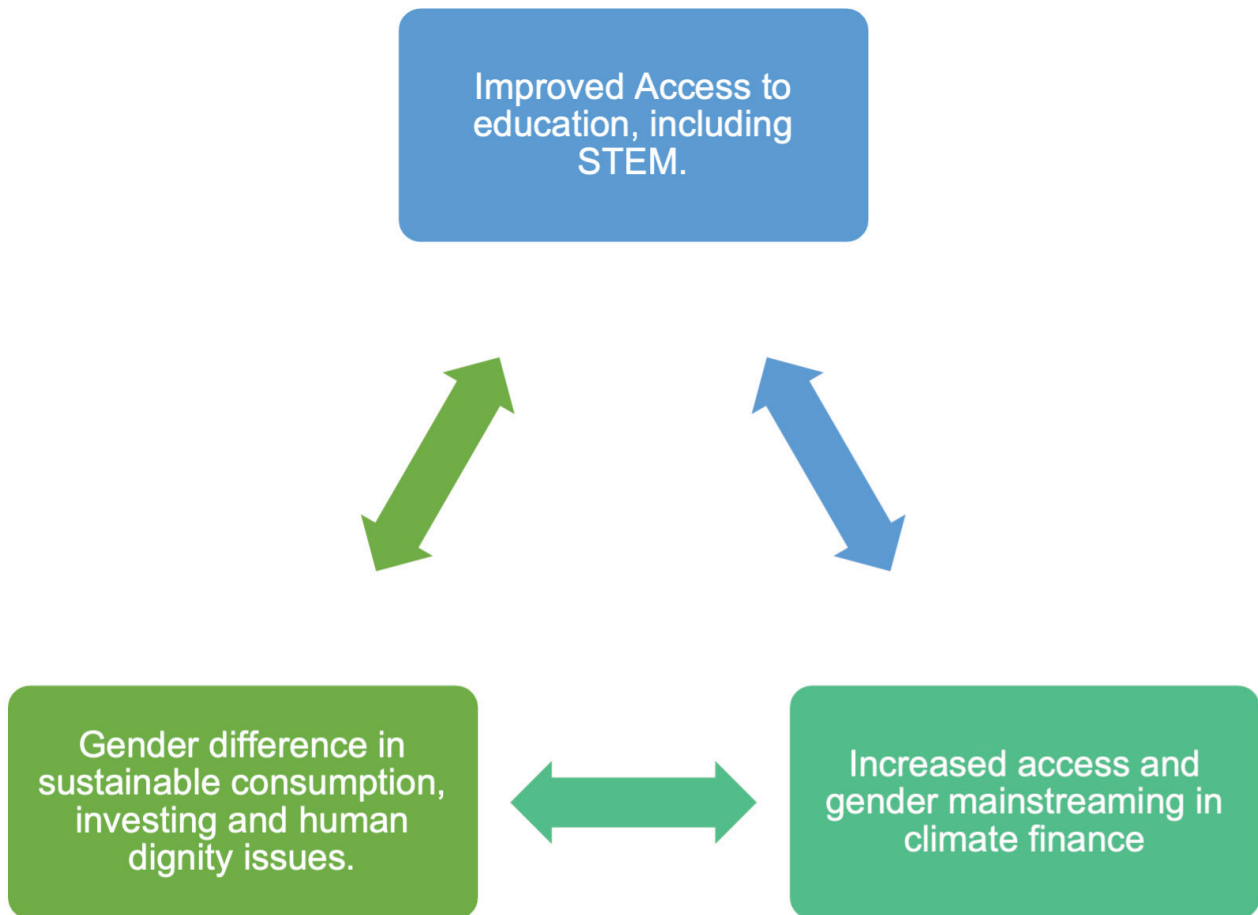 Improved Access to
education, including
STEM.
Gender difference in
sustainable consumption,
investing and human
dignity issues.
Increased access and
gender mainstreaming in
climate finance